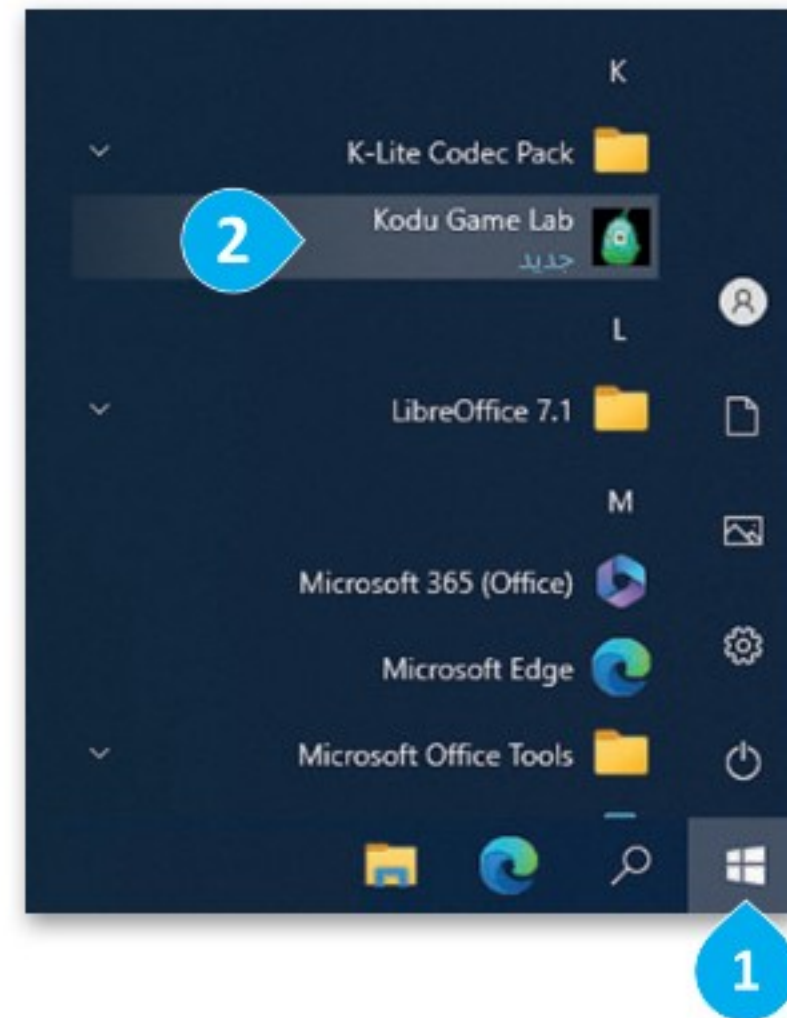 K
K-Lite Codec Pack
2
Kodu Game Lab
جديد
L
LibreOffice 7.1
M
Microsoft 365 (Office)
Microsoft Edge
Microsoft Office Tools
1